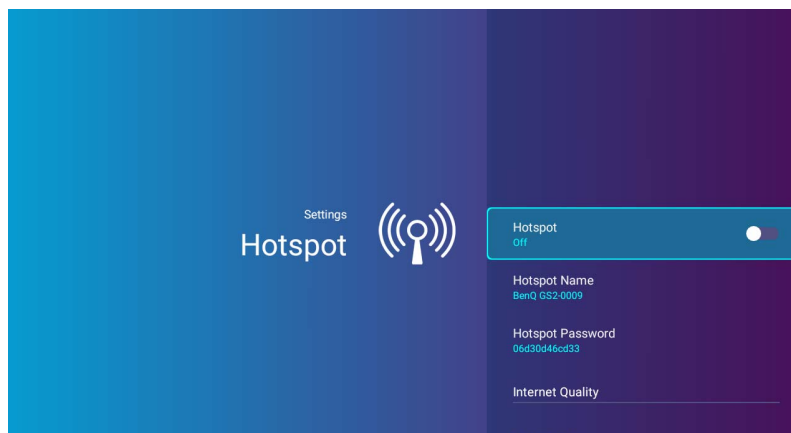 Settings
Hotspot
Hotspot
Off
Hotspot Name
BenQ GS2-0009
Hotspot Password
06d30d46cd33
Internet Quality